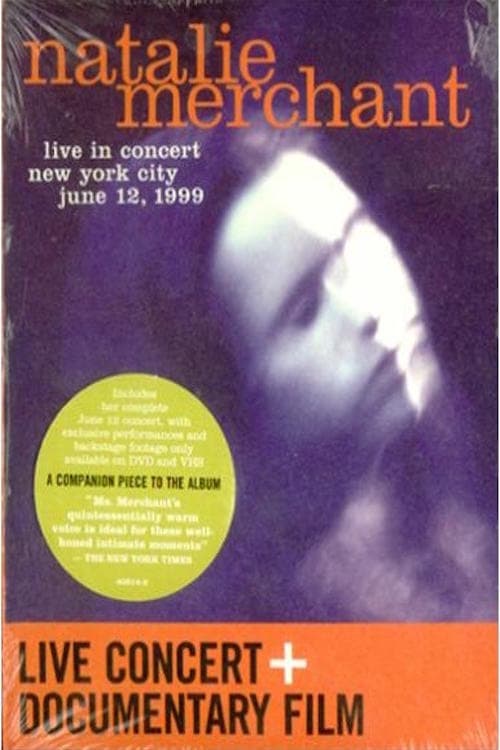 natalie
merchant
live in concert
new york city
june 12, 1999
Includes
her complete
June 12 concert, with
exclusive performances and
backstage footage only
available on DVD and VHS
A COMPANION PIECE TO THE ALBUM
"Ms. Merchant's
quintessentially warm
voice is ideal for these well-
honed intimate moments"
— THE NEW YORK TIMES
LIVE CONCERT +
DOCUMENTARY FILM